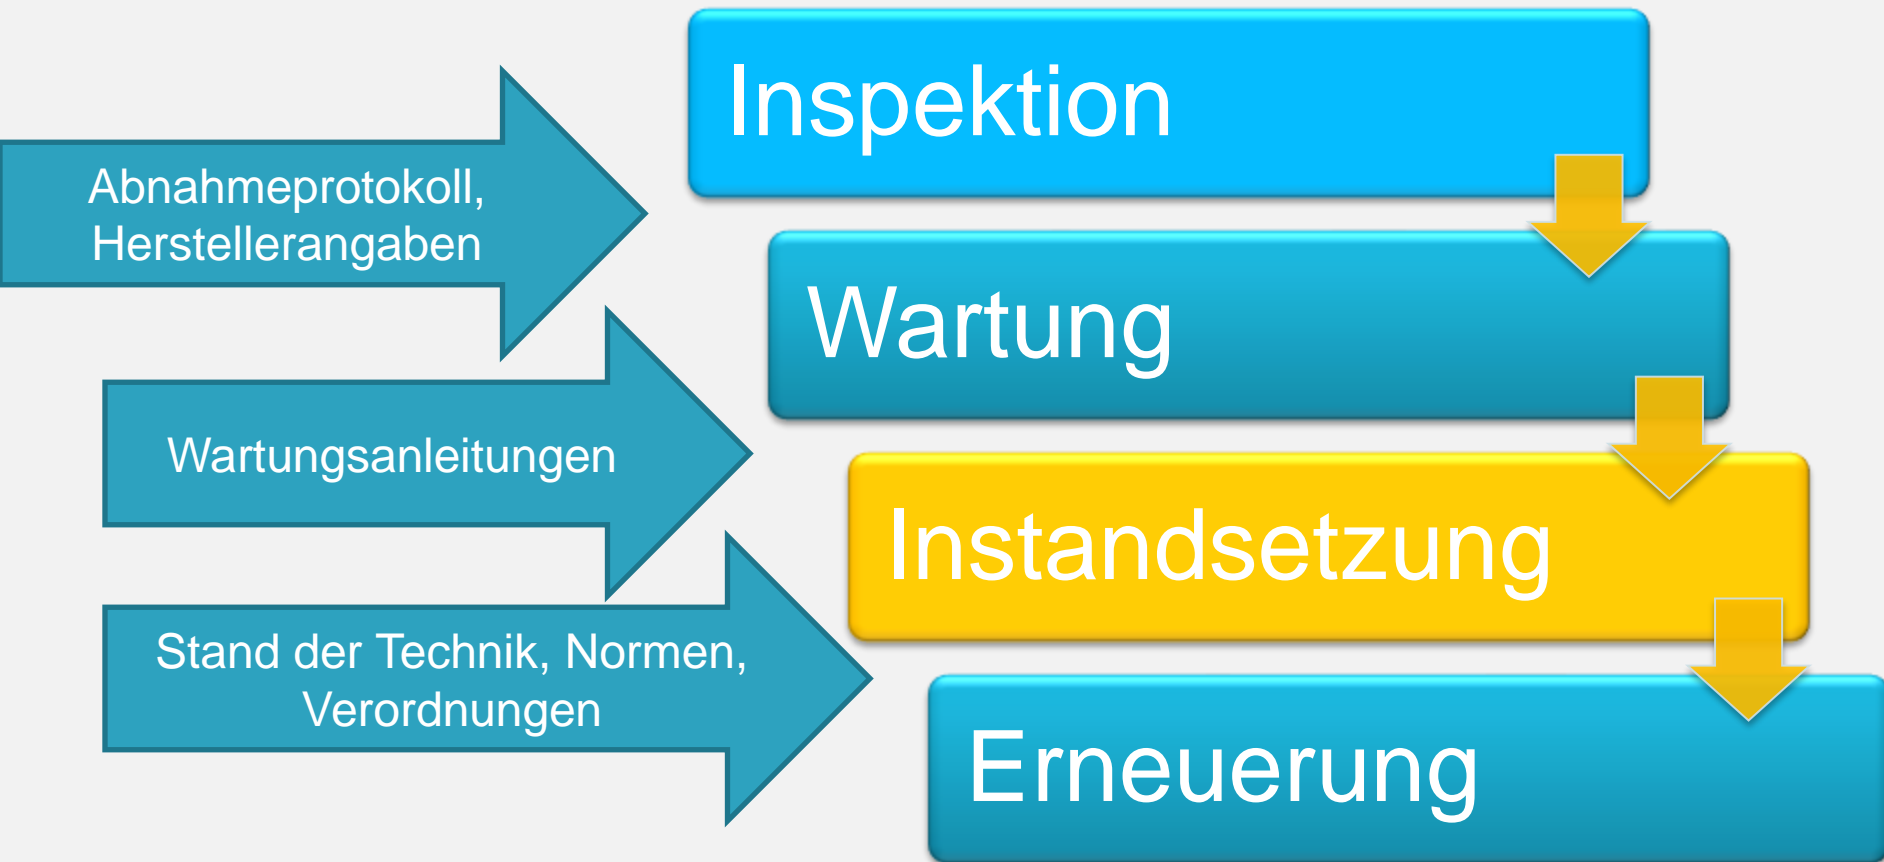 Inspektion
Abnahmeprotokoll,
Herstellerangaben
Wartung
Wartungsanleitungen
Instandsetzung
Stand der Technik, Normen,
Verordnungen
Erneuerung